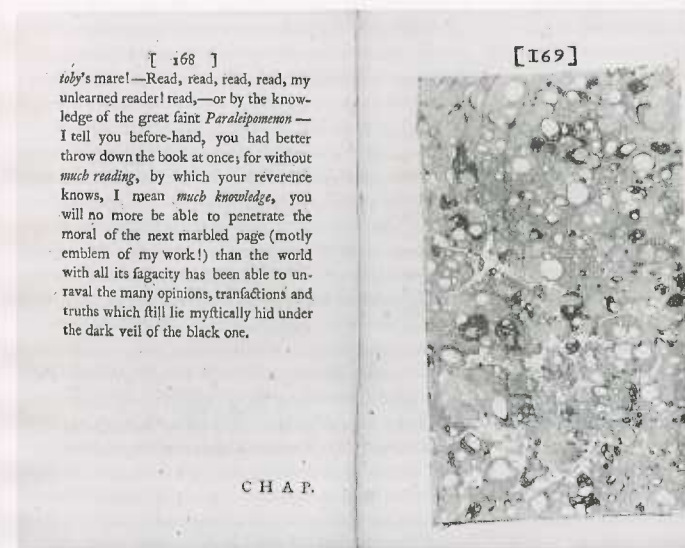 [ 168 ]
toby's mare!—Read, read, read, read, my
unlearned reader! read,—or by the know-
ledge of the great ſaint Paraleipomenon —
I tell you before-hand, you had better
throw down the book at once; for without
much reading, by which your reverence
knows, I mean much knowledge, you
will no more be able to penetrate the
moral of the next marbled page (motly
emblem of my work!) than the world
with all its ſagacity has been able to un-
raval the many opinions, tranſactions and
truths which ſtill lie myſtically hid under
the dark veil of the black one.
CHAP.
[169]